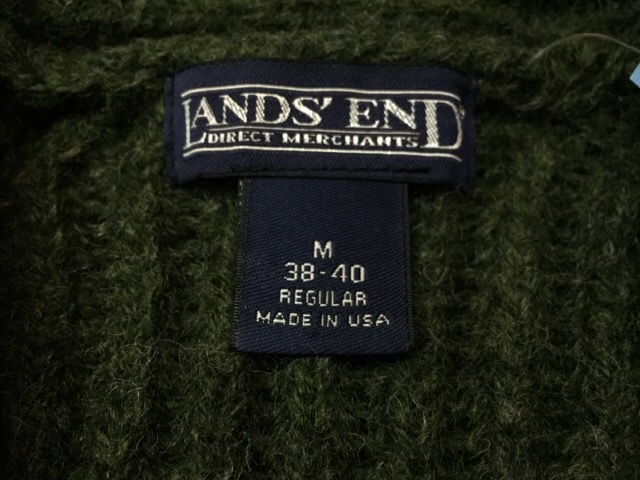 LANDS' END
DIRECT MERCHANTS
M
38-40
REGULAR
MADE IN USA